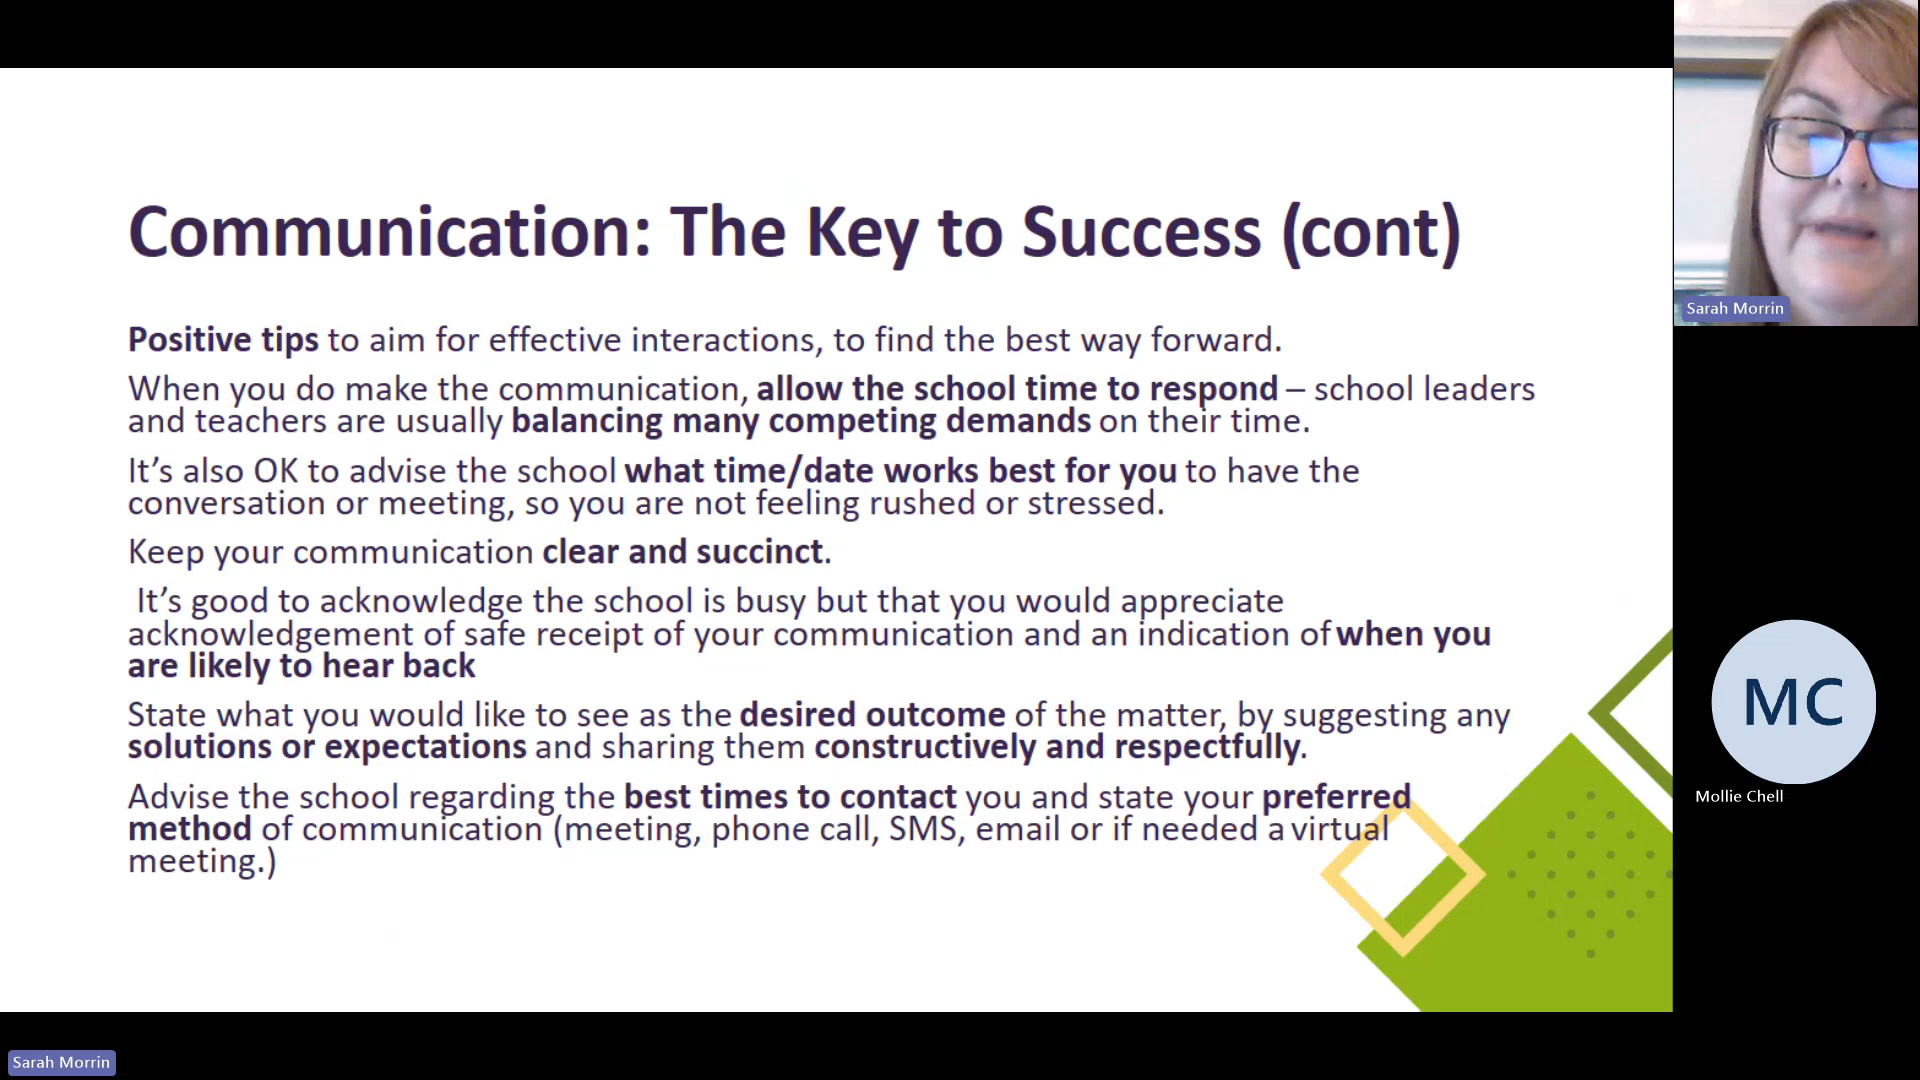 Communication: The Key to Success (cont)
Positive tips to aim for effective interactions, to find the best way forward.
When you do make the communication, allow the school time to respond – school leaders
and teachers are usually balancing many competing demands on their time.
It’s also OK to advise the school what time/date works best for you to have the
conversation or meeting, so you are not feeling rushed or stressed.
Keep your communication clear and succinct.
It’s good to acknowledge the school is busy but that you would appreciate
acknowledgement of safe receipt of your communication and an indication of when you
are likely to hear back
State what you would like to see as the desired outcome of the matter, by suggesting any
solutions or expectations and sharing them constructively and respectfully.
Advise the school regarding the best times to contact you and state your preferred
method of communication (meeting, phone call, SMS, email or if needed a virtual
meeting.)
Sarah Morrin
MC
Mollie Chell
Sarah Morrin